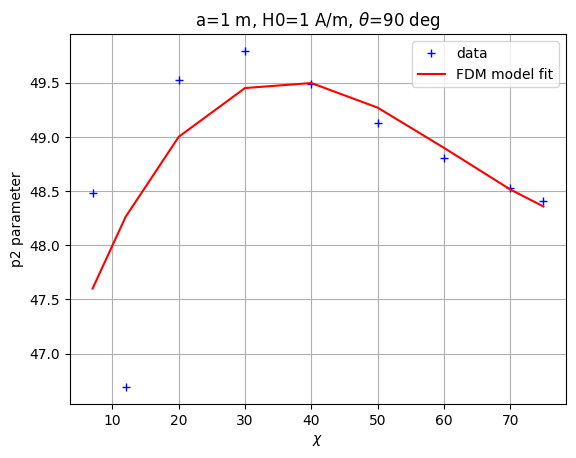 a=1 m, H0=1 A/m, θ=90 deg
data
FDM model fit
p2 parameter
49.5
49.0
48.5
48.0
47.5
47.0
10 20 30 40 50 60 70
χ